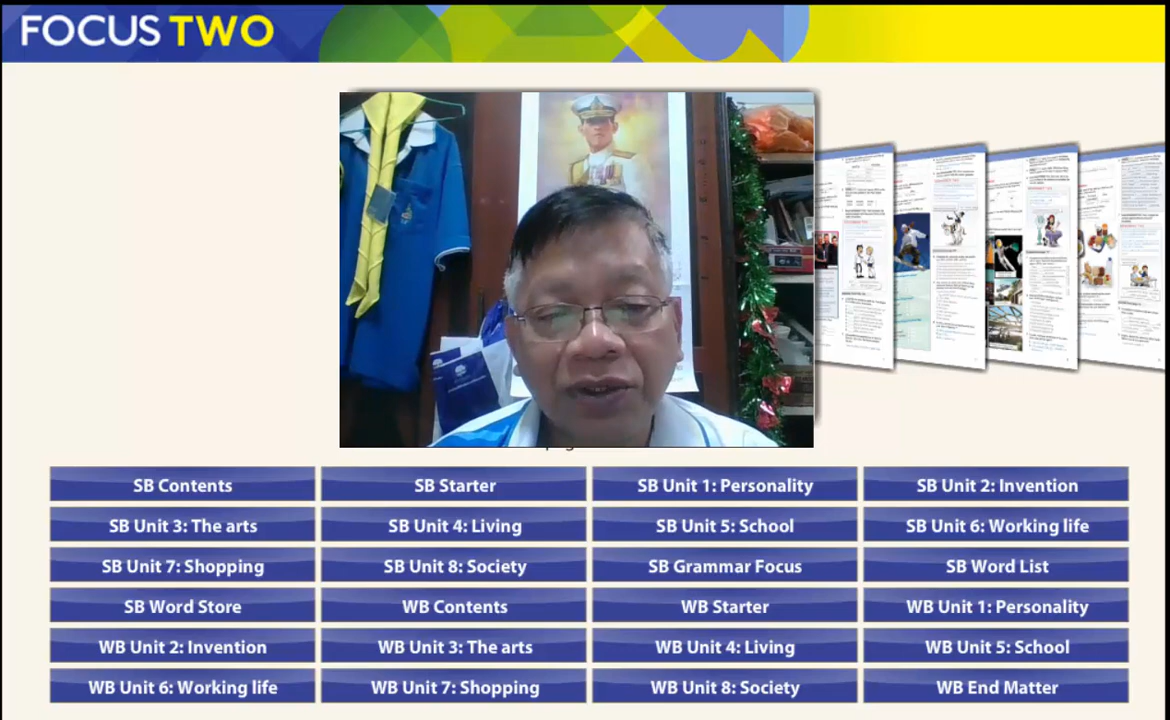 FOCUS TWO
SB Contents
SB Starter
SB Unit 1: Personality
SB Unit 2: Invention
SB Unit 3: The arts
SB Unit 4: Living
SB Unit 5: School
SB Unit 6: Working life
SB Unit 7: Shopping
SB Unit 8: Society
SB Grammar Focus
SB Word List
SB Word Store
WB Contents
WB Starter
WB Unit 1: Personality
WB Unit 2: Invention
WB Unit 3: The arts
WB Unit 4: Living
WB Unit 5: School
WB Unit 6: Working life
WB Unit 7: Shopping
WB Unit 8: Society
WB End Matter